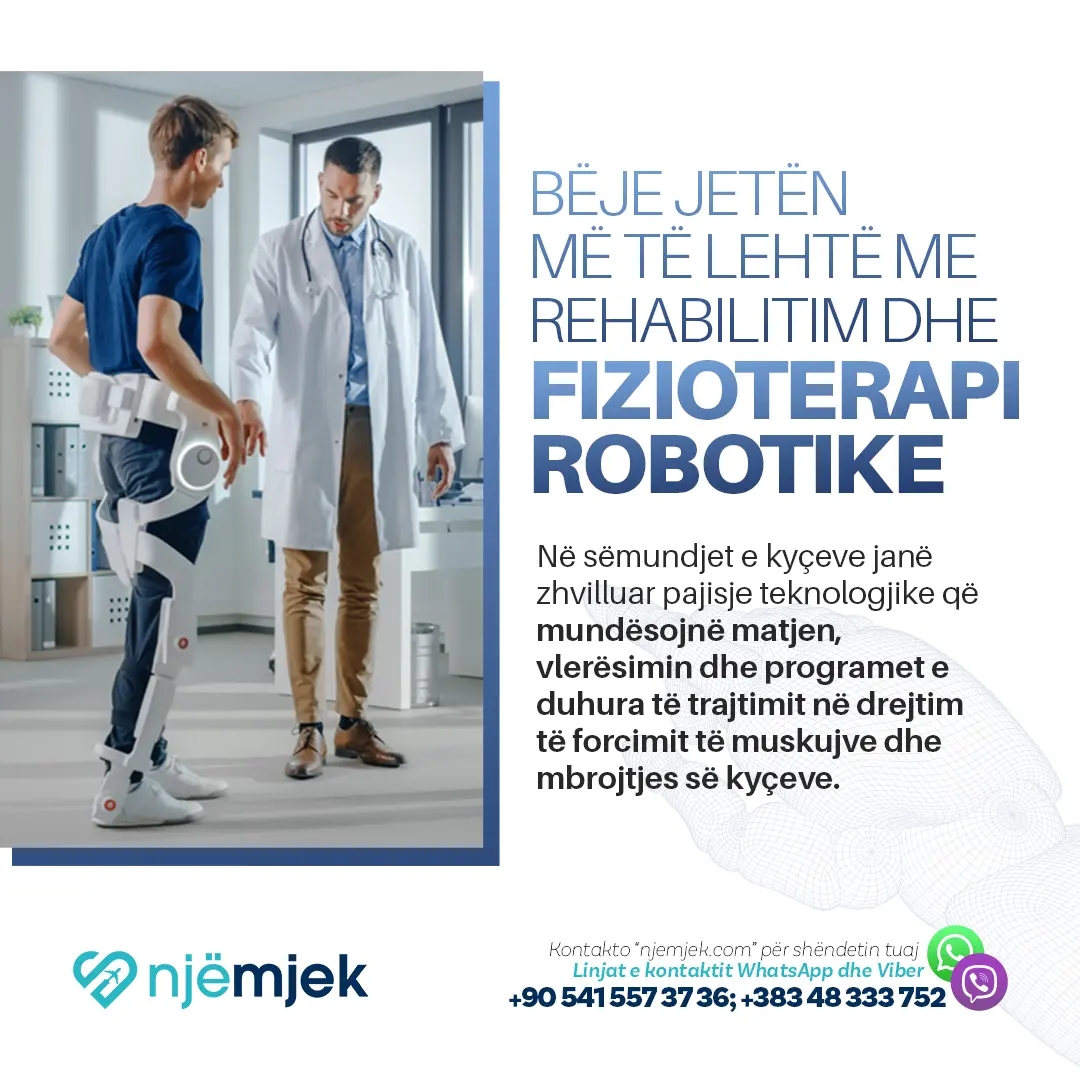 BËJE JETËN
MË TË LEHTË ME
REHABILITIM DHE
FIZIOTERAPI
ROBOTIKE
Në sëmundjet e kyçeve janë
zhvilluar pajisje teknologjike që
mundësojnë matjen,
vlerësimin dhe programet e
duhura të trajtimit në drejtim
të forcimit të muskujve dhe
mbrojtjes së kyçeve.
njëmjek
Kontakto "njemjek.com" për shëndetin tuaj
Linjat e kontaktit WhatsApp dhe Viber
+90 541 557 37 36; +383 48 333 752